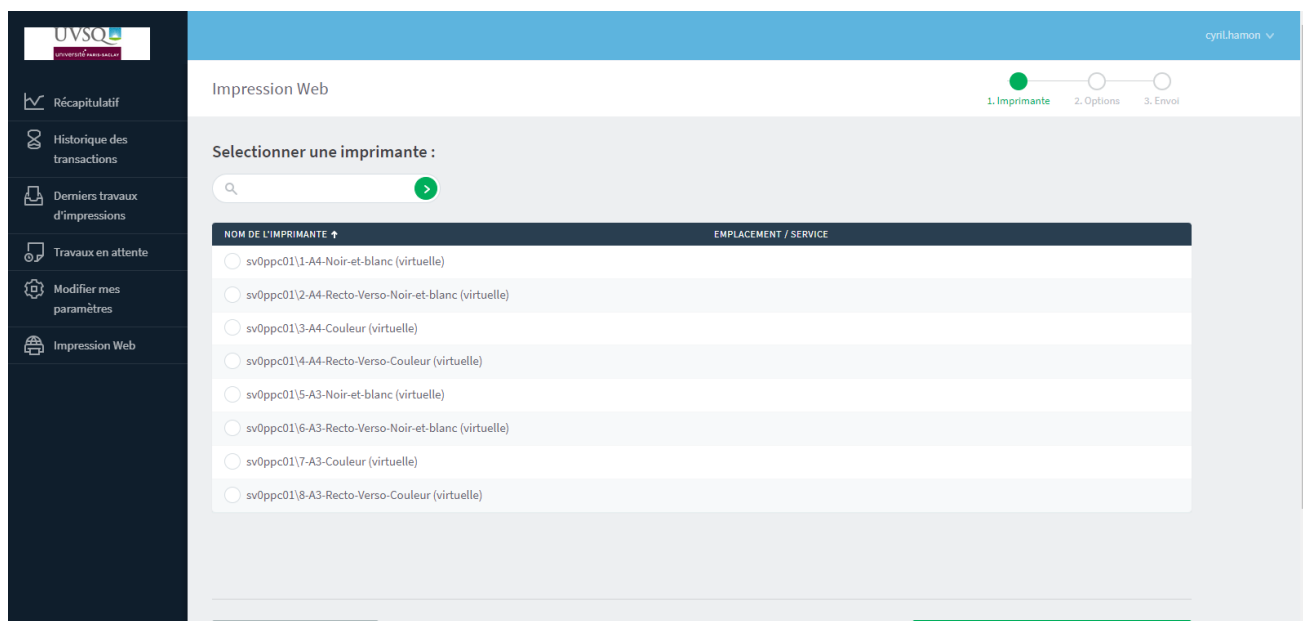 UVSQ
université PARIS-SACLAY
cyril.hamon
Récapitulatif
Historique des
transactions
Derniers travaux
d'impressions
Travaux en attente
Modifier mes
paramètres
Impression Web
Impression Web
1. Imprimante 2. Options 3. Envoi
Selectionner une imprimante :
NOM DE L'IMPRIMANTE EMPLACEMENT / SERVICE
sv0ppc01\1-A4-Noir-et-blanc (virtuelle)
sv0ppc01\2-A4-Recto-Verso-Noir-et-blanc (virtuelle)
sv0ppc01\3-A4-Couleur (virtuelle)
sv0ppc01\4-A4-Recto-Verso-Couleur (virtuelle)
sv0ppc01\5-A3-Noir-et-blanc (virtuelle)
sv0ppc01\6-A3-Recto-Verso-Noir-et-blanc (virtuelle)
sv0ppc01\7-A3-Couleur (virtuelle)
sv0ppc01\8-A3-Recto-Verso-Couleur (virtuelle)